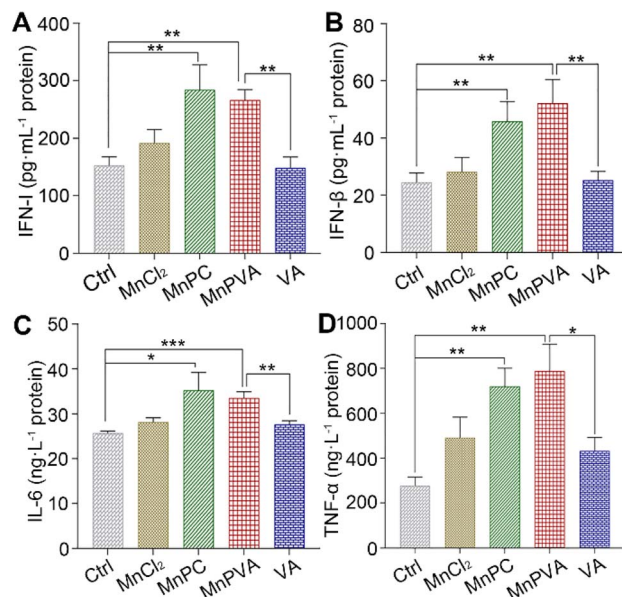 A
400
300
150
100
0
IFN-I (pg·mL⁻¹ protein)
**
**
**
Ctrl
MnCl₂
MnPC
MnPVA
VA
B
80
60
40
20
0
IFN-β (pg·mL⁻¹ protein)
**
**
**
Ctrl
MnCl₂
MnPC
MnPVA
VA
C
50
40
30
20
10
0
IL-6 (ng·L⁻¹ protein)
***
*
**
Ctrl
MnCl₂
MnPC
MnPVA
VA
D
1000
800
600
400
200
0
TNF-α (ng·L⁻¹ protein)
**
**
*
Ctrl
MnCl₂
MnPC
MnPVA
VA